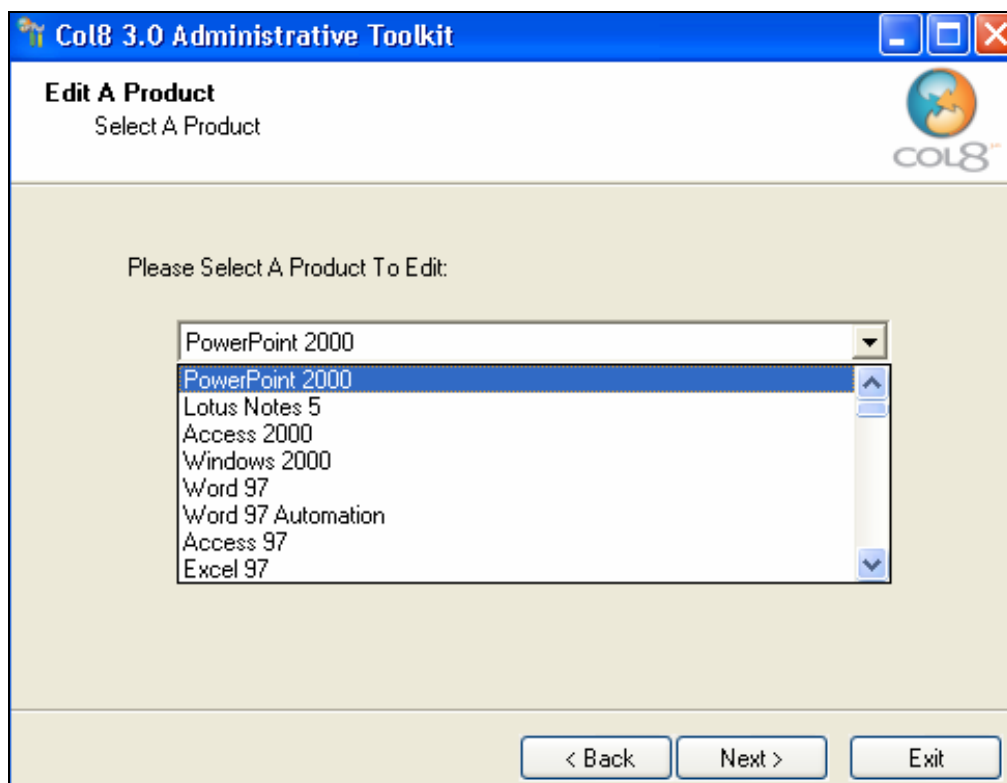 Col8 3.0 Administrative Toolkit
Edit A Product
Select A Product
COL8
Please Select A Product To Edit:
PowerPoint 2000
PowerPoint 2000
Lotus Notes 5
Access 2000
Windows 2000
Word 97
Word 97 Automation
Access 97
Excel 97
< Back Next > Exit